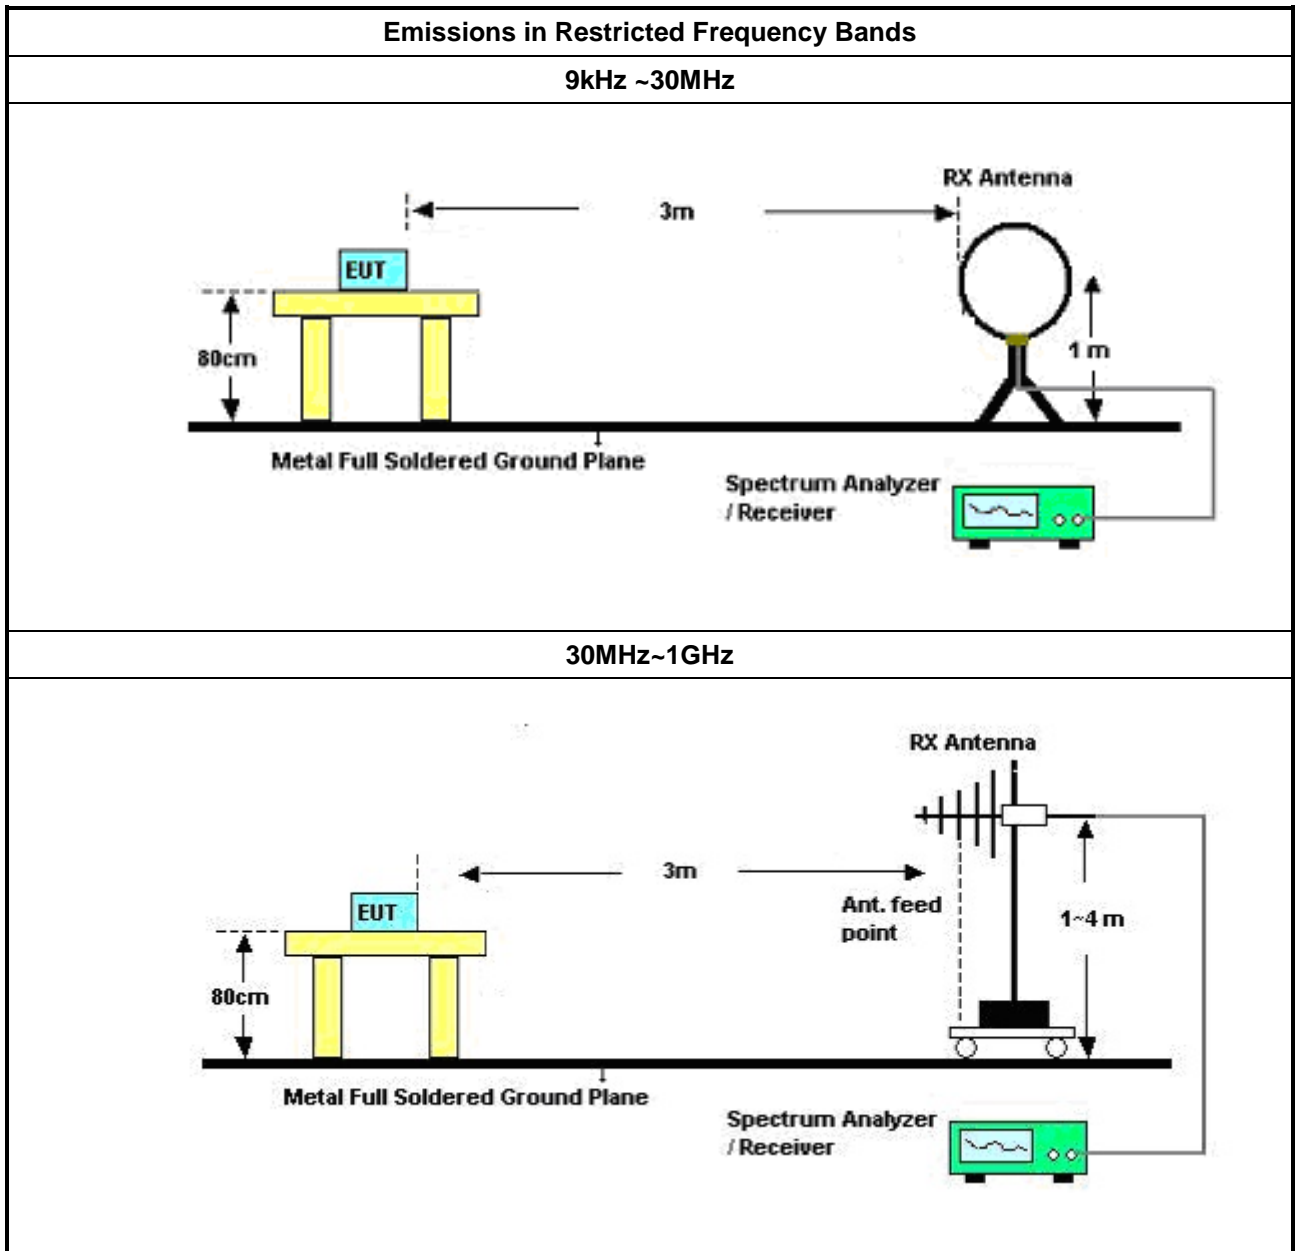 Emissions in Restricted Frequency Bands
9kHz ~30MHz
RX Antenna
3m
EUT
80cm
1 m
Metal Full Soldered Ground Plane
Spectrum Analyzer
/ Receiver
30MHz~1GHz
RX Antenna
3m
EUT
Ant. feed
point
1~4 m
80cm
Metal Full Soldered Ground Plane
Spectrum Analyzer
/ Receiver